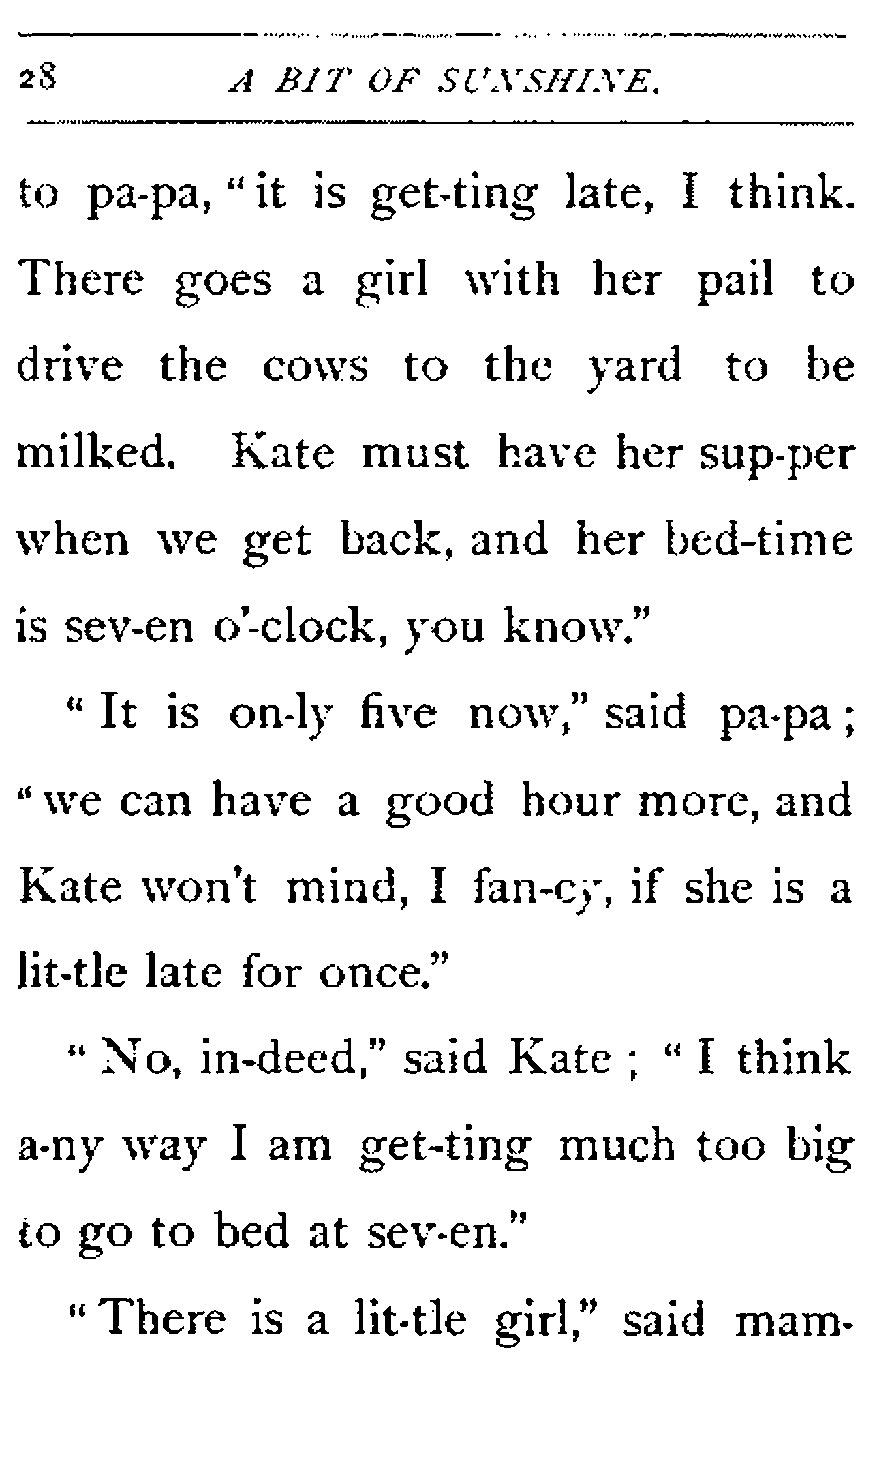 28 A BIT OF SUNSHINE.
to pa-pa, “it is get-ting late, I think.
There goes a girl with her pail to
drive the cows to the yard to be
milked. Kate must have her sup-per
when we get back, and her bed-time
is sev-en o’-clock, you know.”
“ It is on-ly five now,” said pa-pa ;
“ we can have a good hour more, and
Kate won’t mind, I fan-cy, if she is a
lit-tle late for once.”
“ No, in-deed,” said Kate ; “ I think
a-ny way I am get-ting much too big
to go to bed at sev-en.”
“ There is a lit-tle girl,” said mam-